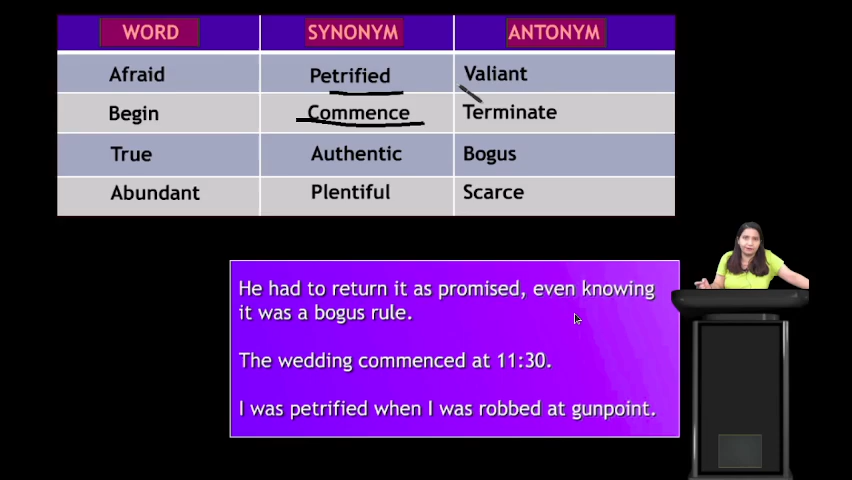 WORD SYNONYM ANTONYM
Afraid Petrified Valiant
Begin Commence Terminate
True Authentic Bogus
Abundant Plentiful Scarce
He had to return it as promised, even knowing
it was a bogus rule.
The wedding commenced at 11:30.
I was petrified when I was robbed at gunpoint.